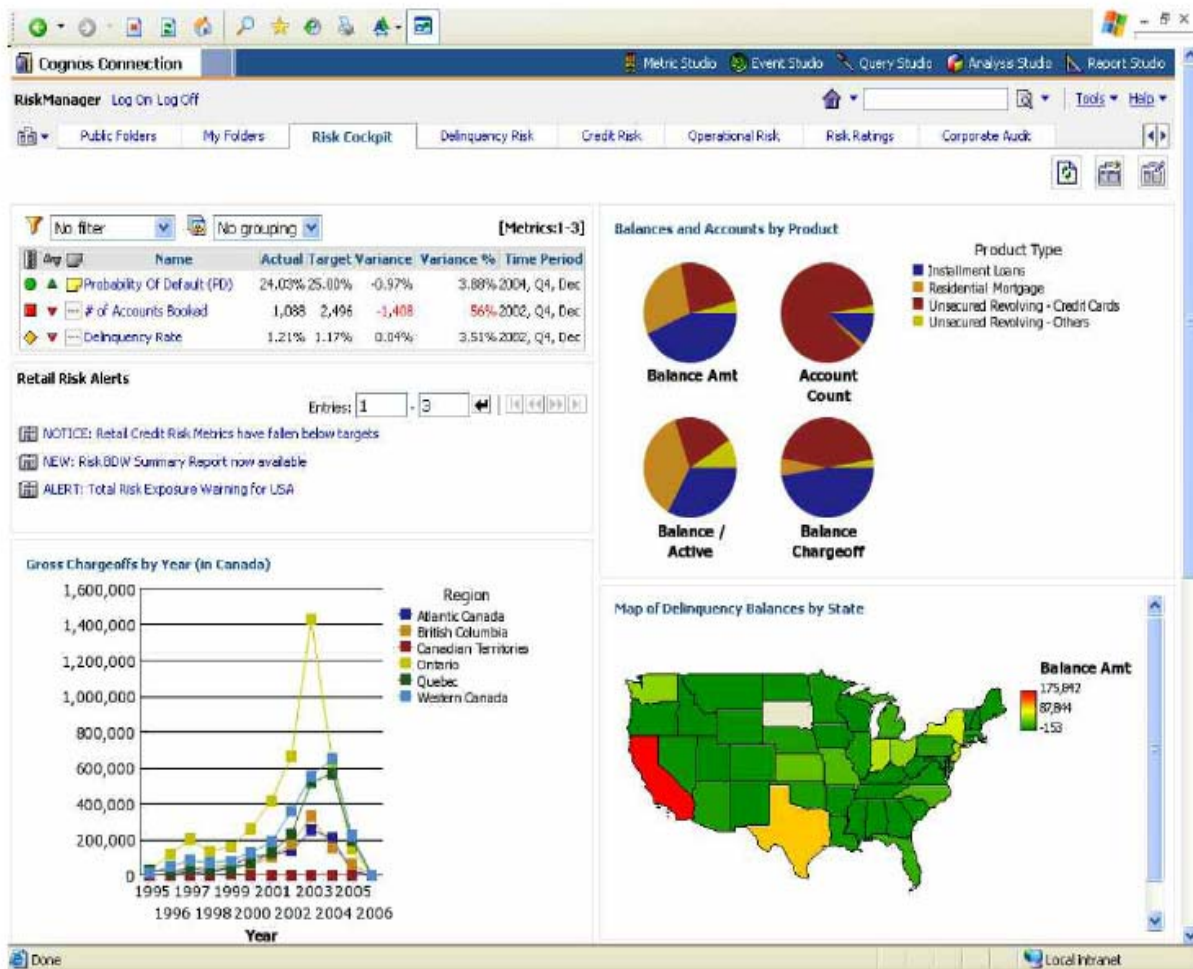 Cognos Connection
Metric Studio Event Studio Query Studio Analysis Studio Report Studio
RiskManager Log On Log Off
Tools Help
Public Folders My Folders Risk Cockpit Delinquency Risk Credit Risk Operational Risk Risk Ratings Corporate Audit
No filter No grouping [Metrics:1-3]
Name Actual Target Variance Variance % Time Period
Probability Of Default (PD) 24.03% 25.00% -0.97% 3.88% 2004, Q4, Dec
# of Accounts Booked 1,088 2,496 -1,408 56% 2002, Q4, Dec
Delinquency Rate 1.21% 1.17% 0.04% 3.51% 2002, Q4, Dec
Retail Risk Alerts
Entries: 1 - 3
NOTICE: Retail Credit Risk Metrics have fallen below targets
NEW: Risk BDW Summary Report now available
ALERT: Total Risk Exposure Warning for USA
Balances and Accounts by Product
Product Type
Installment Loans
Residential Mortgage
Unsecured Revolving - Credit Cards
Unsecured Revolving - Others
Balance Amt
Account
Count
Balance /
Active
Balance
Chargeoff
Gross Chargeoffs by Year (in Canada)
1,600,000
1,400,000
1,200,000
1,000,000
800,000
600,000
400,000
200,000
0
1995 1997 1999 2001 2003 2005
1996 1998 2000 2002 2004 2006
Year
Region
Atlantic Canada
British Columbia
Canadian Territories
Ontario
Quebec
Western Canada
Map of Delinquency Balances by State
Balance Amt
175,842
87,844
-153
Done
Local intranet